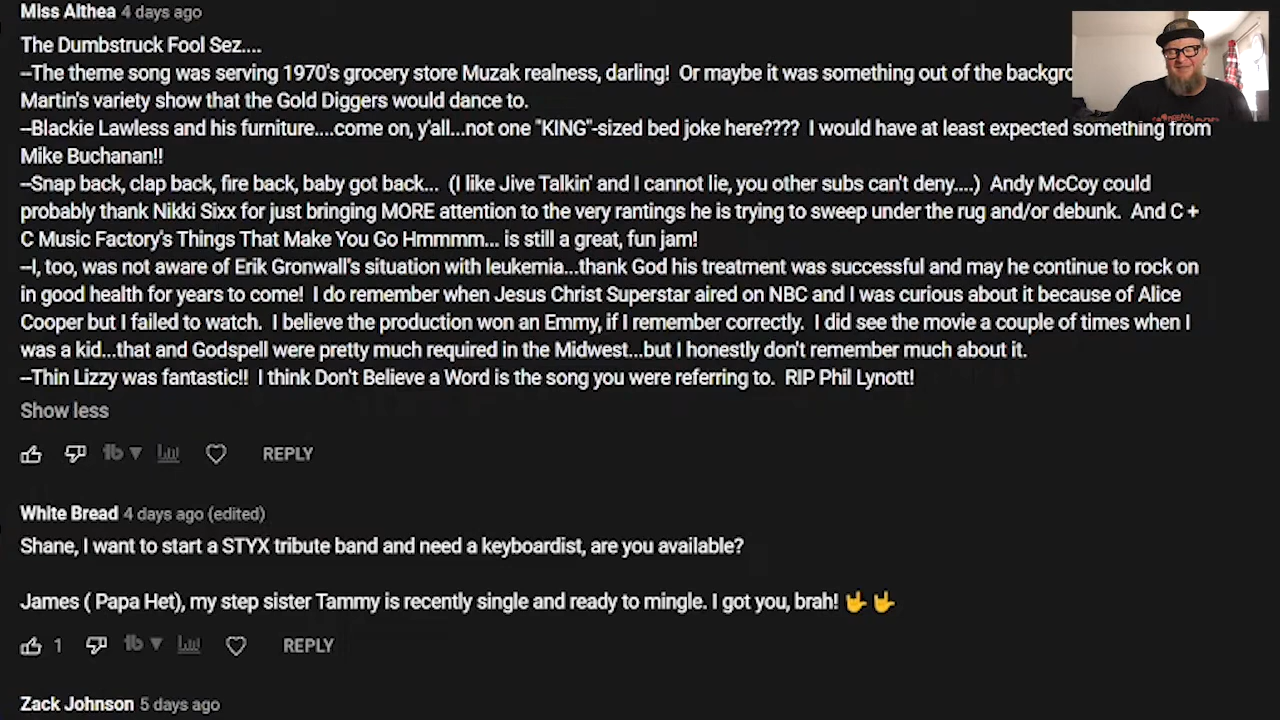 Miss Althea 4 days ago
The Dumbstruck Fool Sez....
--The theme song was serving 1970's grocery store Muzak realness, darling!  Or maybe it was something out of the
Martin's variety show that the Gold Diggers would dance to.
--Blackie Lawless and his furniture....come on, y'all...not one "KING"-sized bed joke here????  I would have at least expected something from
Mike Buchanan!!
--Snap back, clap back, fire back, baby got back...  (I like Jive Talkin' and I cannot lie, you other subs can't deny....)  Andy McCoy could
probably thank Nikki Sixx for just bringing MORE attention to the very rantings he is trying to sweep under the rug and/or debunk.  And C +
C Music Factory's Things That Make You Go Hmmmm... is still a great, fun jam!
--I, too, was not aware of Erik Gronwall's situation with leukemia...thank God his treatment was successful and may he continue to rock on
in good health for years to come!  I do remember when Jesus Christ Superstar aired on NBC and I was curious about it because of Alice
Cooper but I failed to watch.  I believe the production won an Emmy, if I remember correctly.  I did see the movie a couple of times when I
was a kid...that and Godspell were pretty much required in the Midwest...but I honestly don't remember much about it.
--Thin Lizzy was fantastic!!  I think Don't Believe a Word is the song you were referring to.  RIP Phil Lynott!
Show less
REPLY
White Bread 4 days ago (edited)
Shane, I want to start a STYX tribute band and need a keyboardist, are you available?
James ( Papa Het), my step sister Tammy is recently single and ready to mingle. I got you, brah! 🤟 🤟
1 REPLY
Zack Johnson 5 days ago